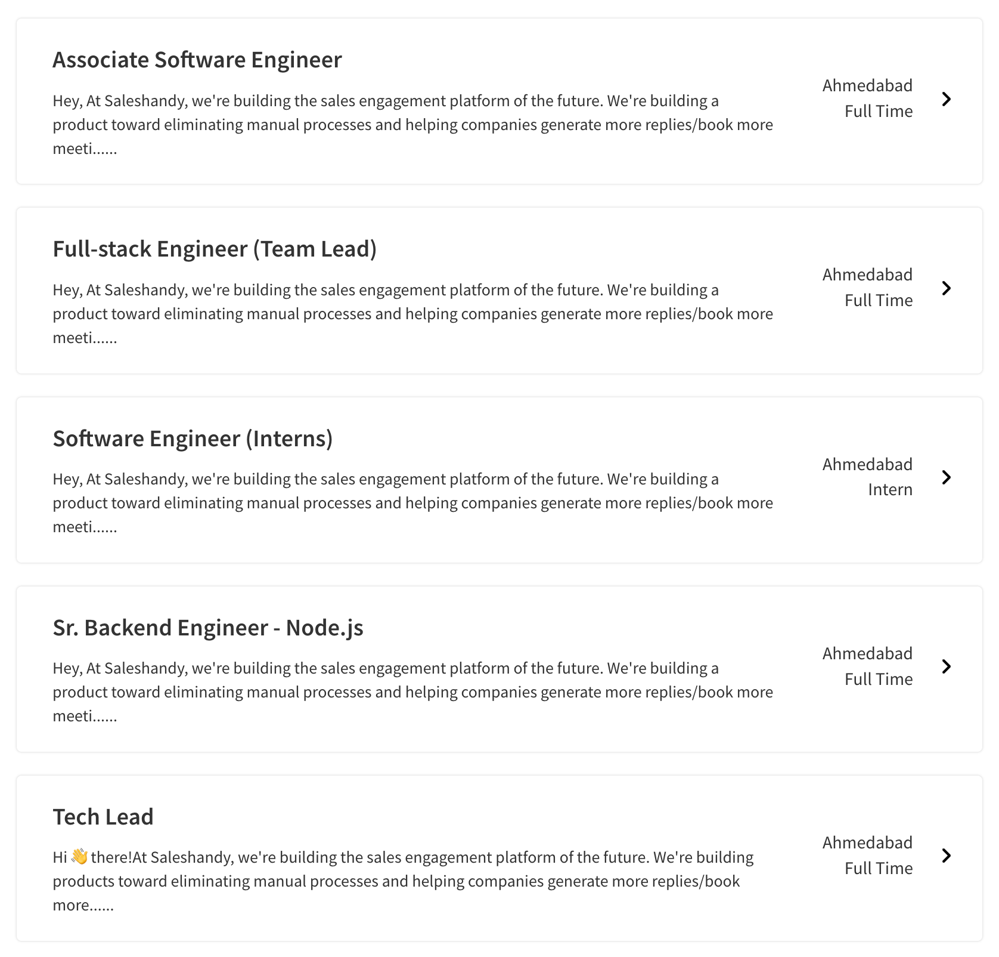 Associate Software Engineer
Hey, At Saleshandy, we're building the sales engagement platform of the future. We're building a
product toward eliminating manual processes and helping companies generate more replies/book more
meeti......
Ahmedabad
Full Time
Full-stack Engineer (Team Lead)
Hey, At Saleshandy, we're building the sales engagement platform of the future. We're building a
product toward eliminating manual processes and helping companies generate more replies/book more
meeti......
Ahmedabad
Full Time
Software Engineer (Interns)
Hey, At Saleshandy, we're building the sales engagement platform of the future. We're building a
product toward eliminating manual processes and helping companies generate more replies/book more
meeti......
Ahmedabad
Intern
Sr. Backend Engineer - Node.js
Hey, At Saleshandy, we're building the sales engagement platform of the future. We're building a
product toward eliminating manual processes and helping companies generate more replies/book more
meeti......
Ahmedabad
Full Time
Tech Lead
Hi 👋 there!At Saleshandy, we're building the sales engagement platform of the future. We're building
products toward eliminating manual processes and helping companies generate more replies/book
more......
Ahmedabad
Full Time